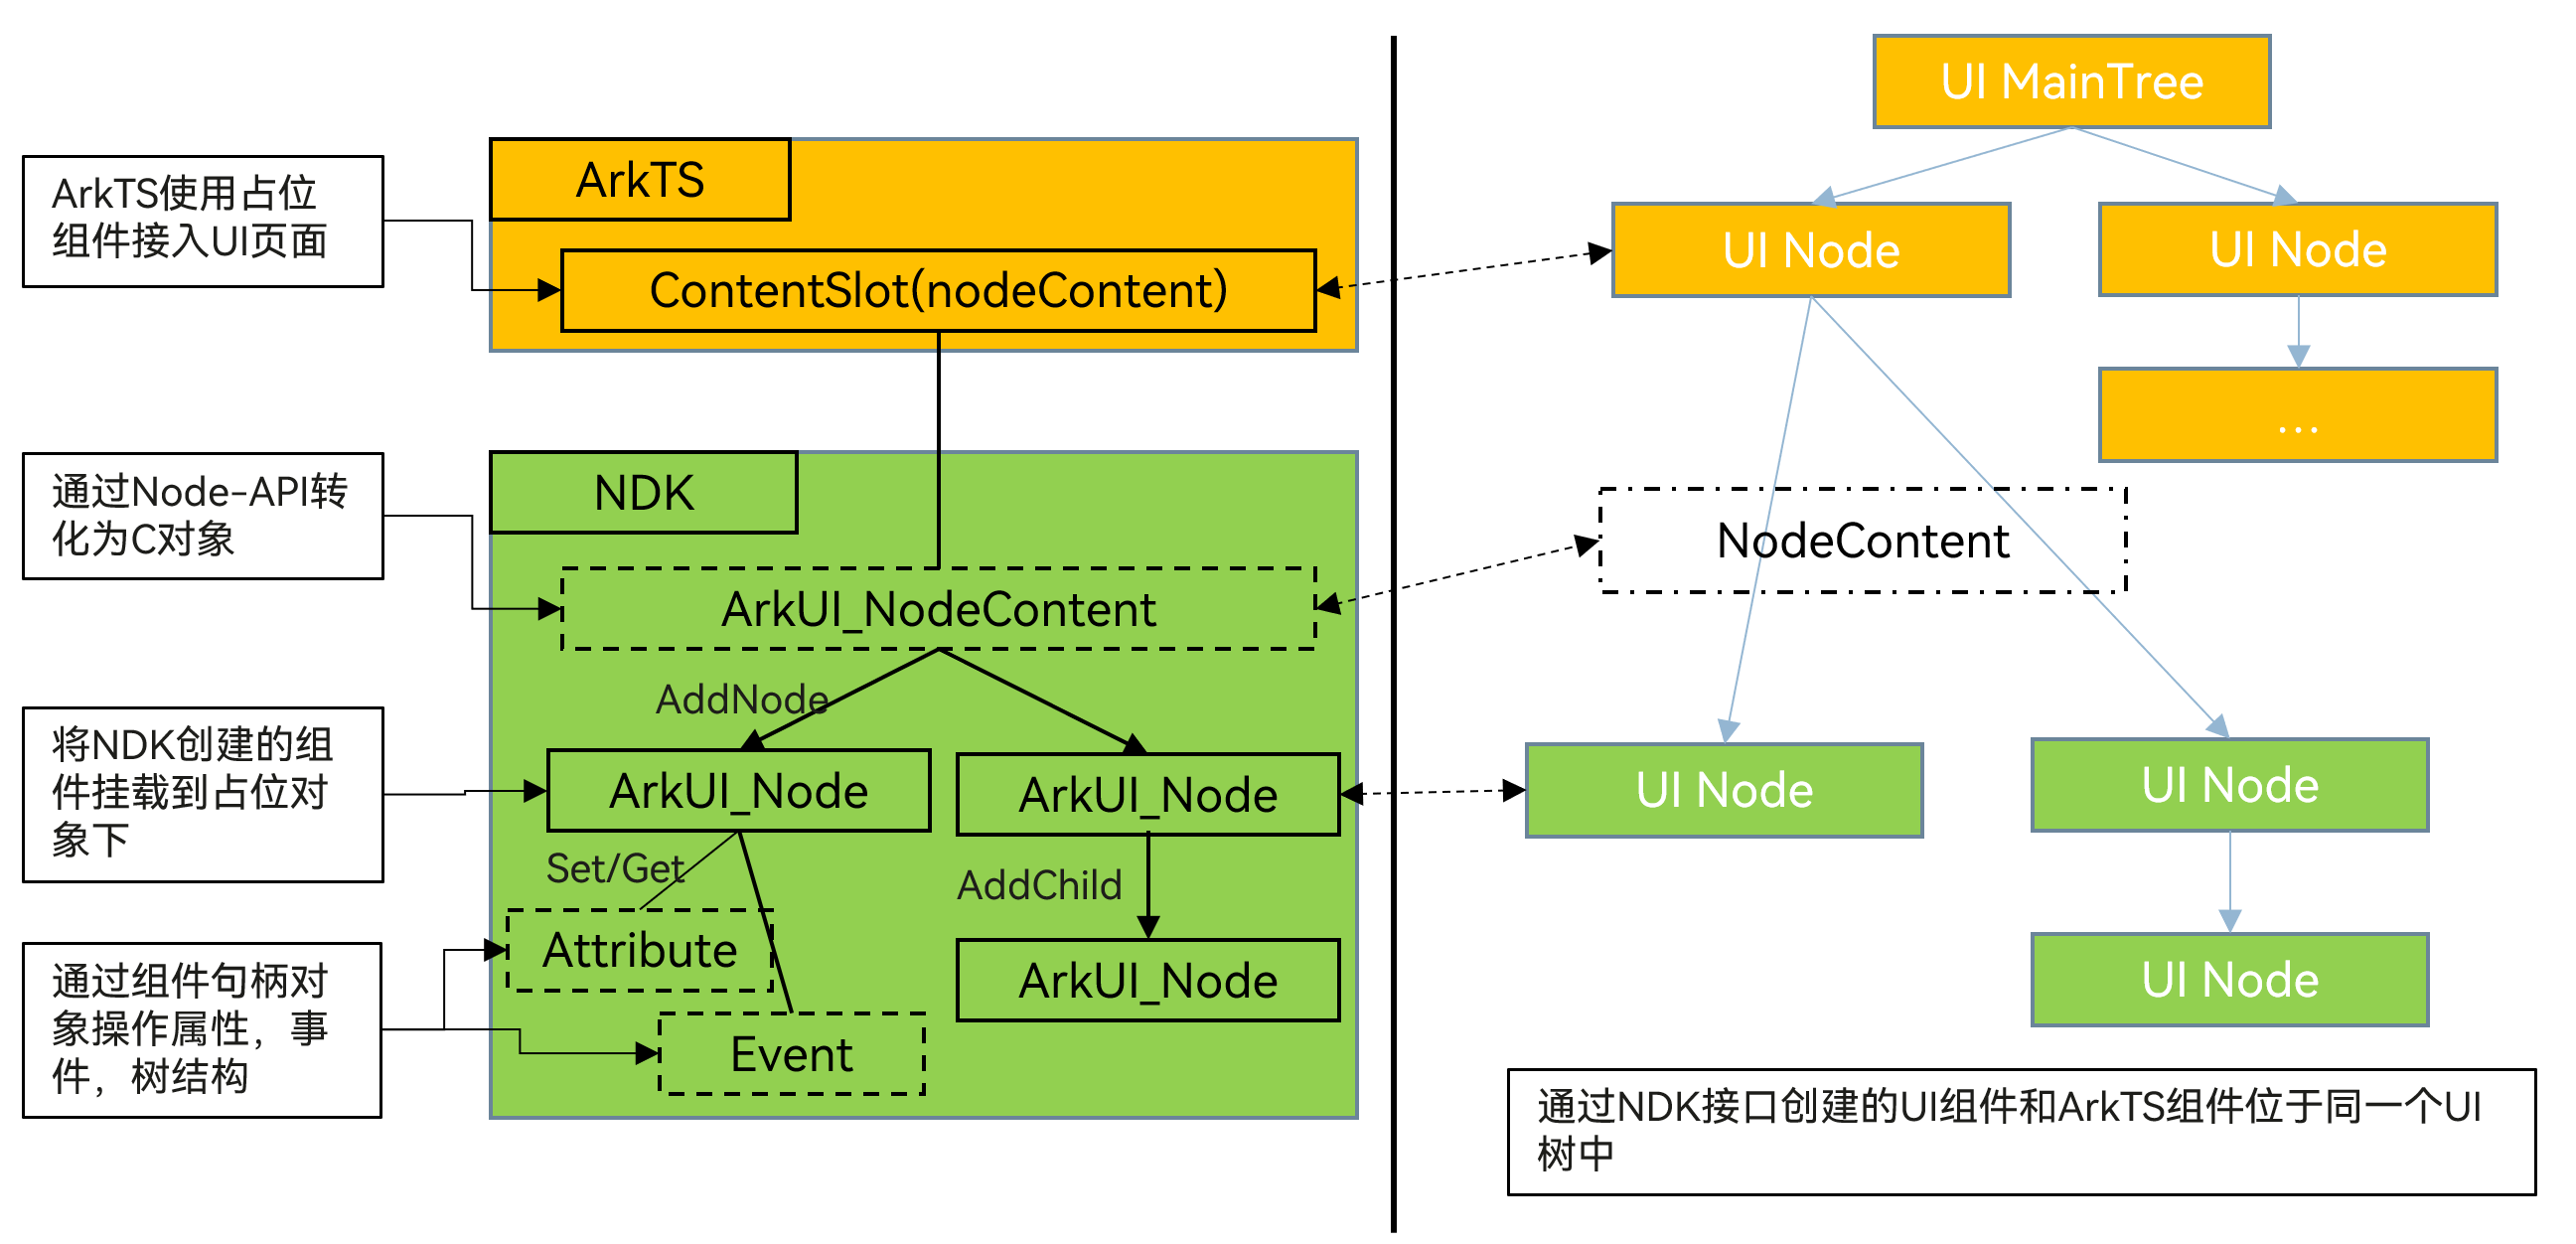 ArkTS使用占位
组件接入UI页面
通过Node-API转
化为C对象
将NDK创建的组
件挂载到占位对
象下
通过组件句柄对
象操作属性，事
件，树结构
ArkTS
ContentSlot(nodeContent)
NDK
ArkUI_NodeContent
AddNode
ArkUI_Node
ArkUI_Node
Set/Get
AddChild
Attribute
ArkUI_Node
Event
UI MainTree
UI Node
UI Node
...
NodeContent
UI Node
UI Node
UI Node
通过NDK接口创建的UI组件和ArkTS组件位于同一个UI
树中